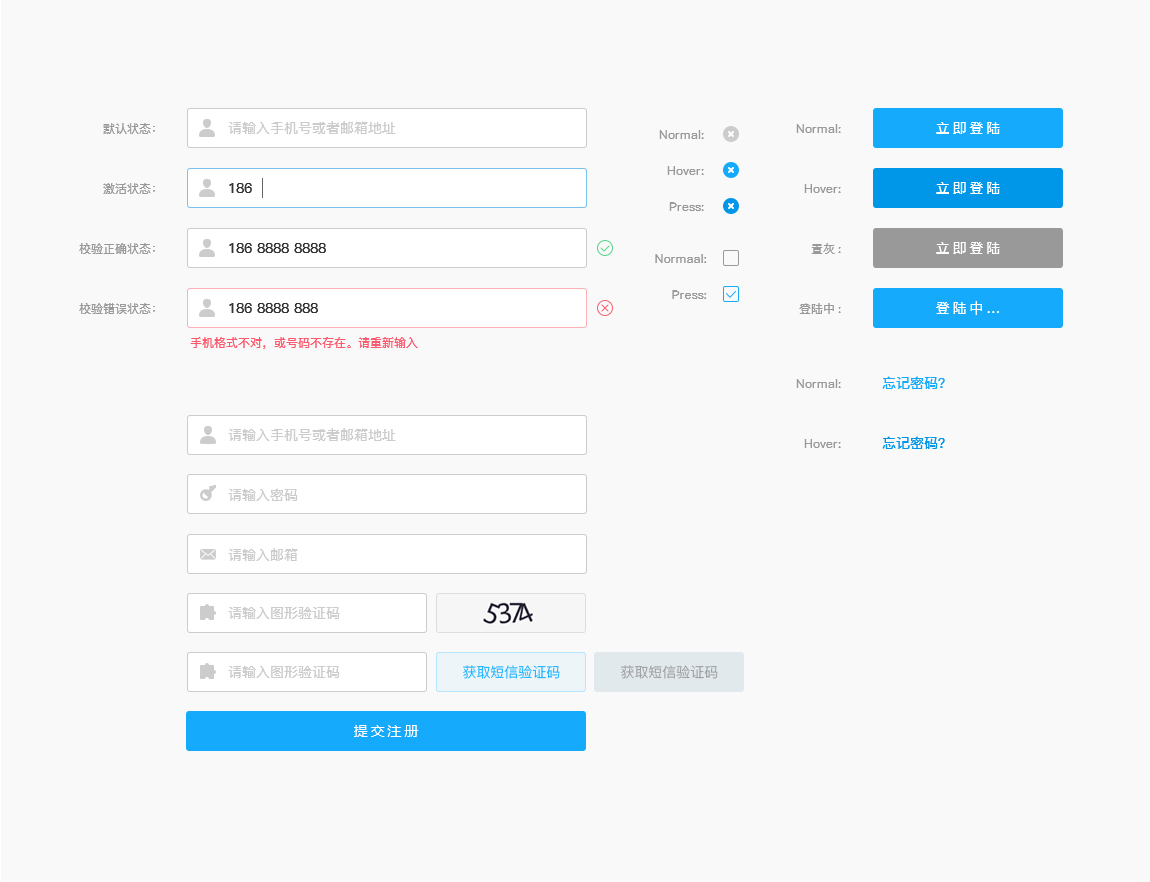 默认状态：
请输入手机号或者邮箱地址
激活状态：
186
校验正确状态：
186 8888 8888
校验错误状态：
186 8888 888
手机格式不对，或号码不存在。请重新输入
请输入手机号或者邮箱地址
请输入密码
请输入邮箱
请输入图形验证码
537A
请输入图形验证码
获取短信验证码
获取短信验证码
提交注册
Normal:
Hover:
Press:
Normaal:
Press:
Normal:
立即登陆
Hover:
立即登陆
置灰：
立即登陆
登陆中：
登陆中...
Normal:
忘记密码?
Hover:
忘记密码?